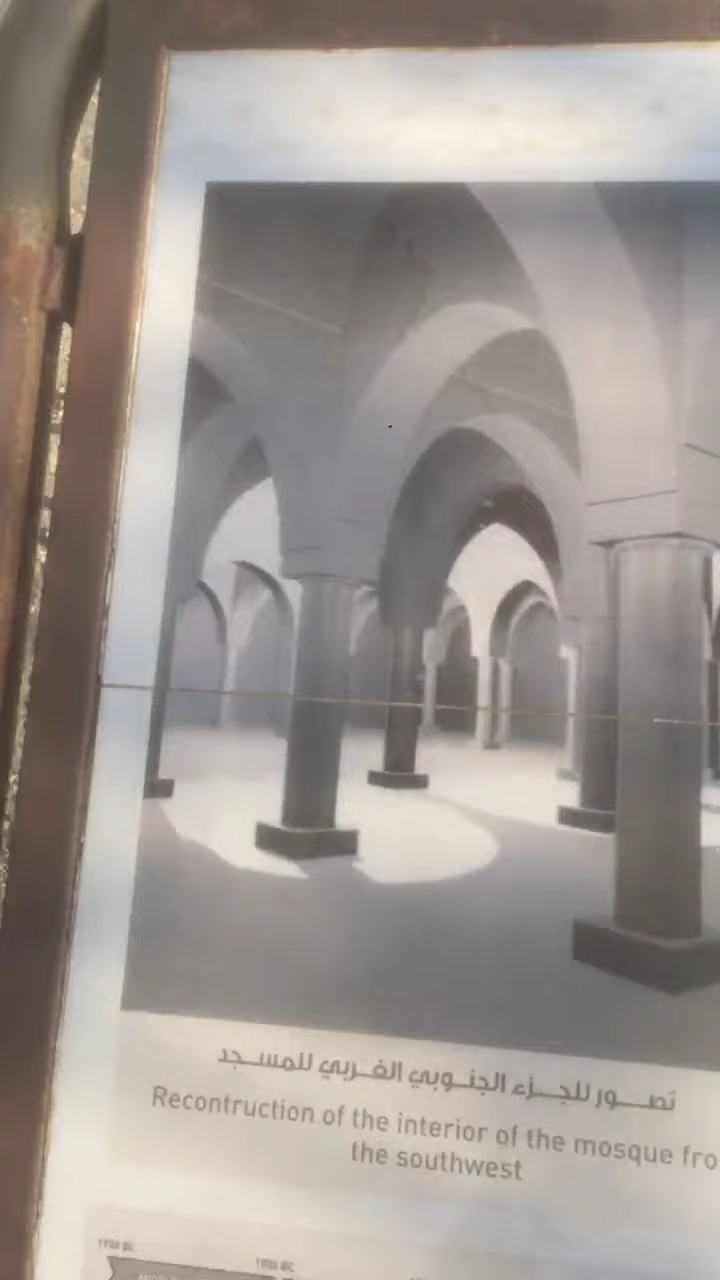 تصور للجزء الجنوبي الغربي للمسجد
Recontruction of the interior of the mosque fro
the southwest